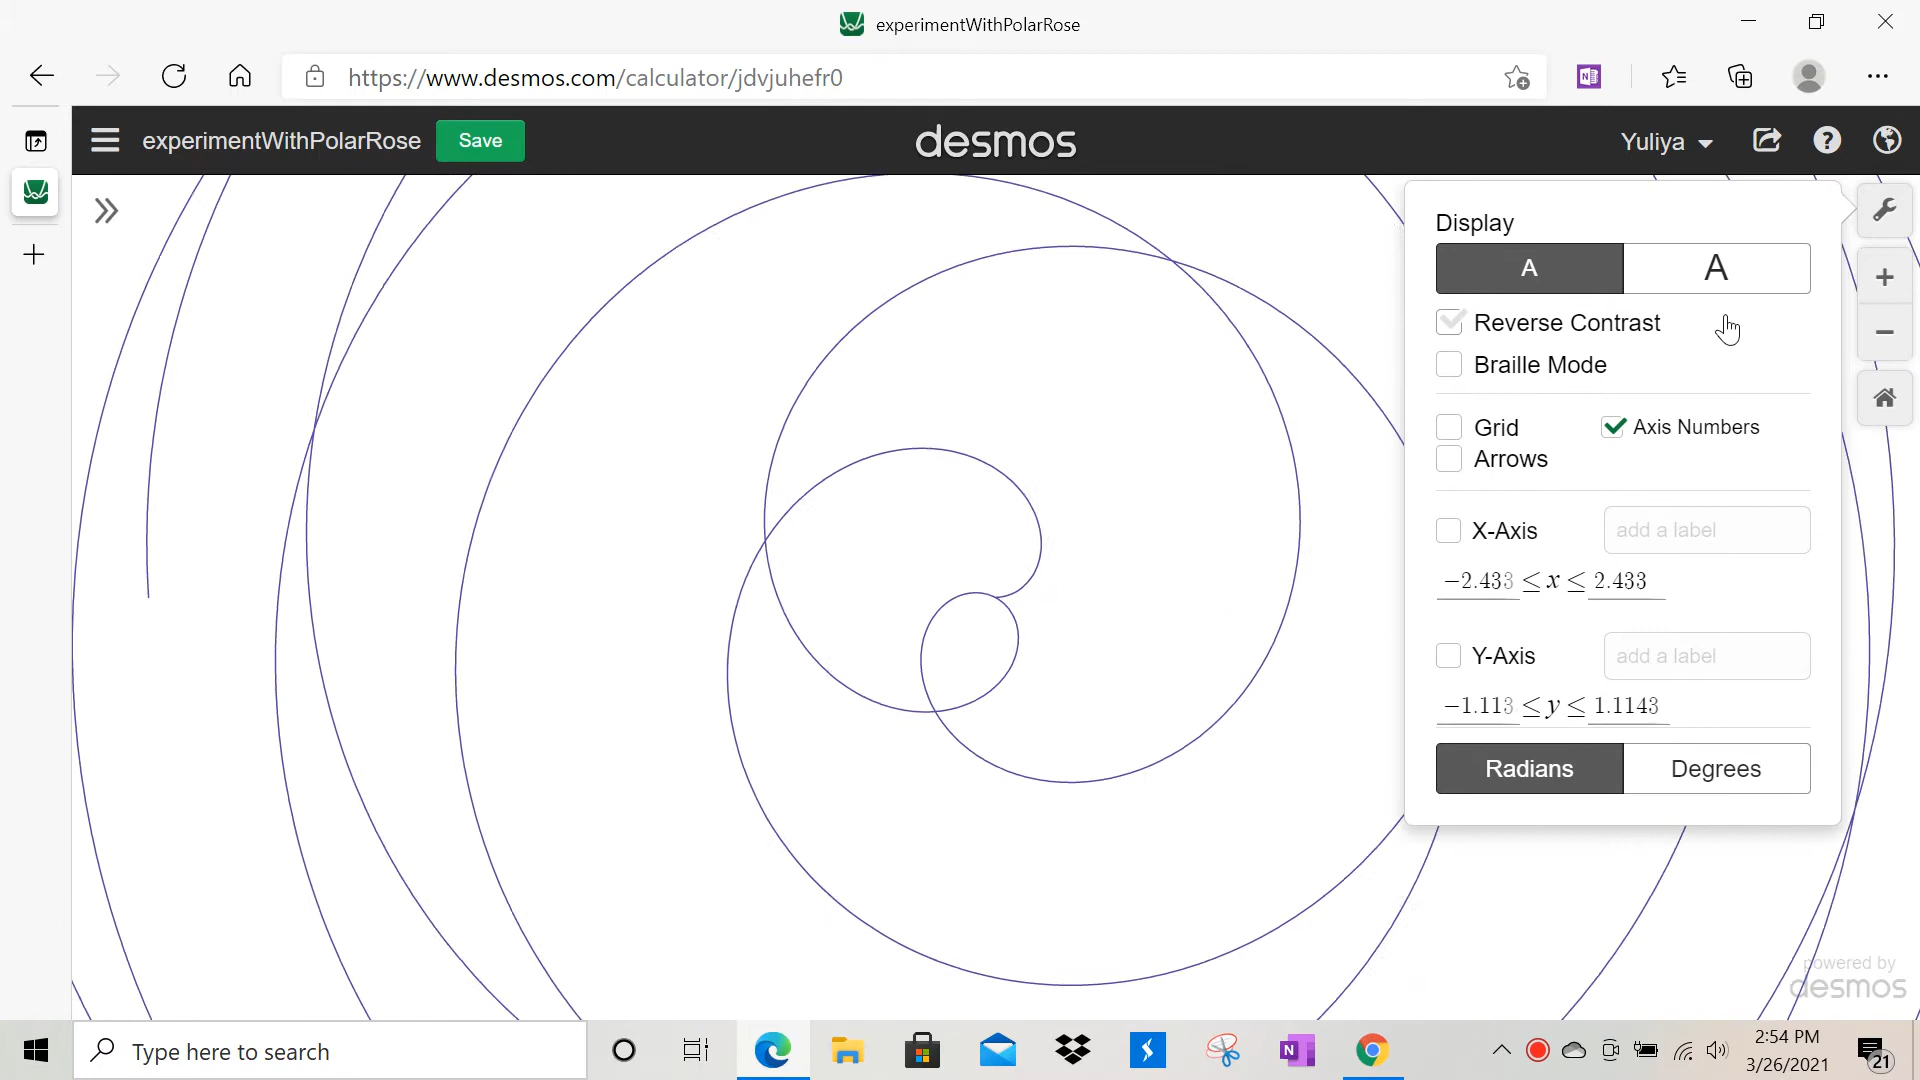 experimentWithPolarRose
https://www.desmos.com/calculator/jdvjuhefr0
experimentWithPolarRose Save desmos Yuliya
Display
A A
Reverse Contrast
Braille Mode
Grid Axis Numbers
Arrows
X-Axis add a label
−2.433 ≤ x ≤ 2.433
Y-Axis add a label
−1.113 ≤ y ≤ 1.1143
Radians Degrees
powered by
desmos
Type here to search
2:54 PM
3/26/2021
21